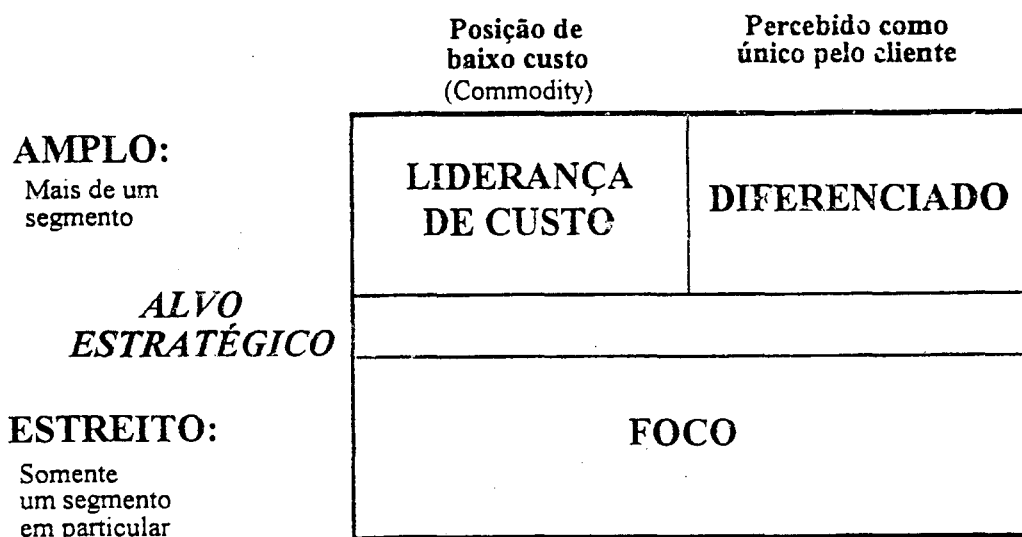 Posição de
baixo custo
(Commodity)
Percebido como
único pelo cliente
AMPLO:
Mais de um
segmento
LIDERANÇA
DE CUSTO
DIFERENCIADO
ALVO
ESTRATÉGICO
ESTREITO:
Somente
um segmento
em particular
FOCO